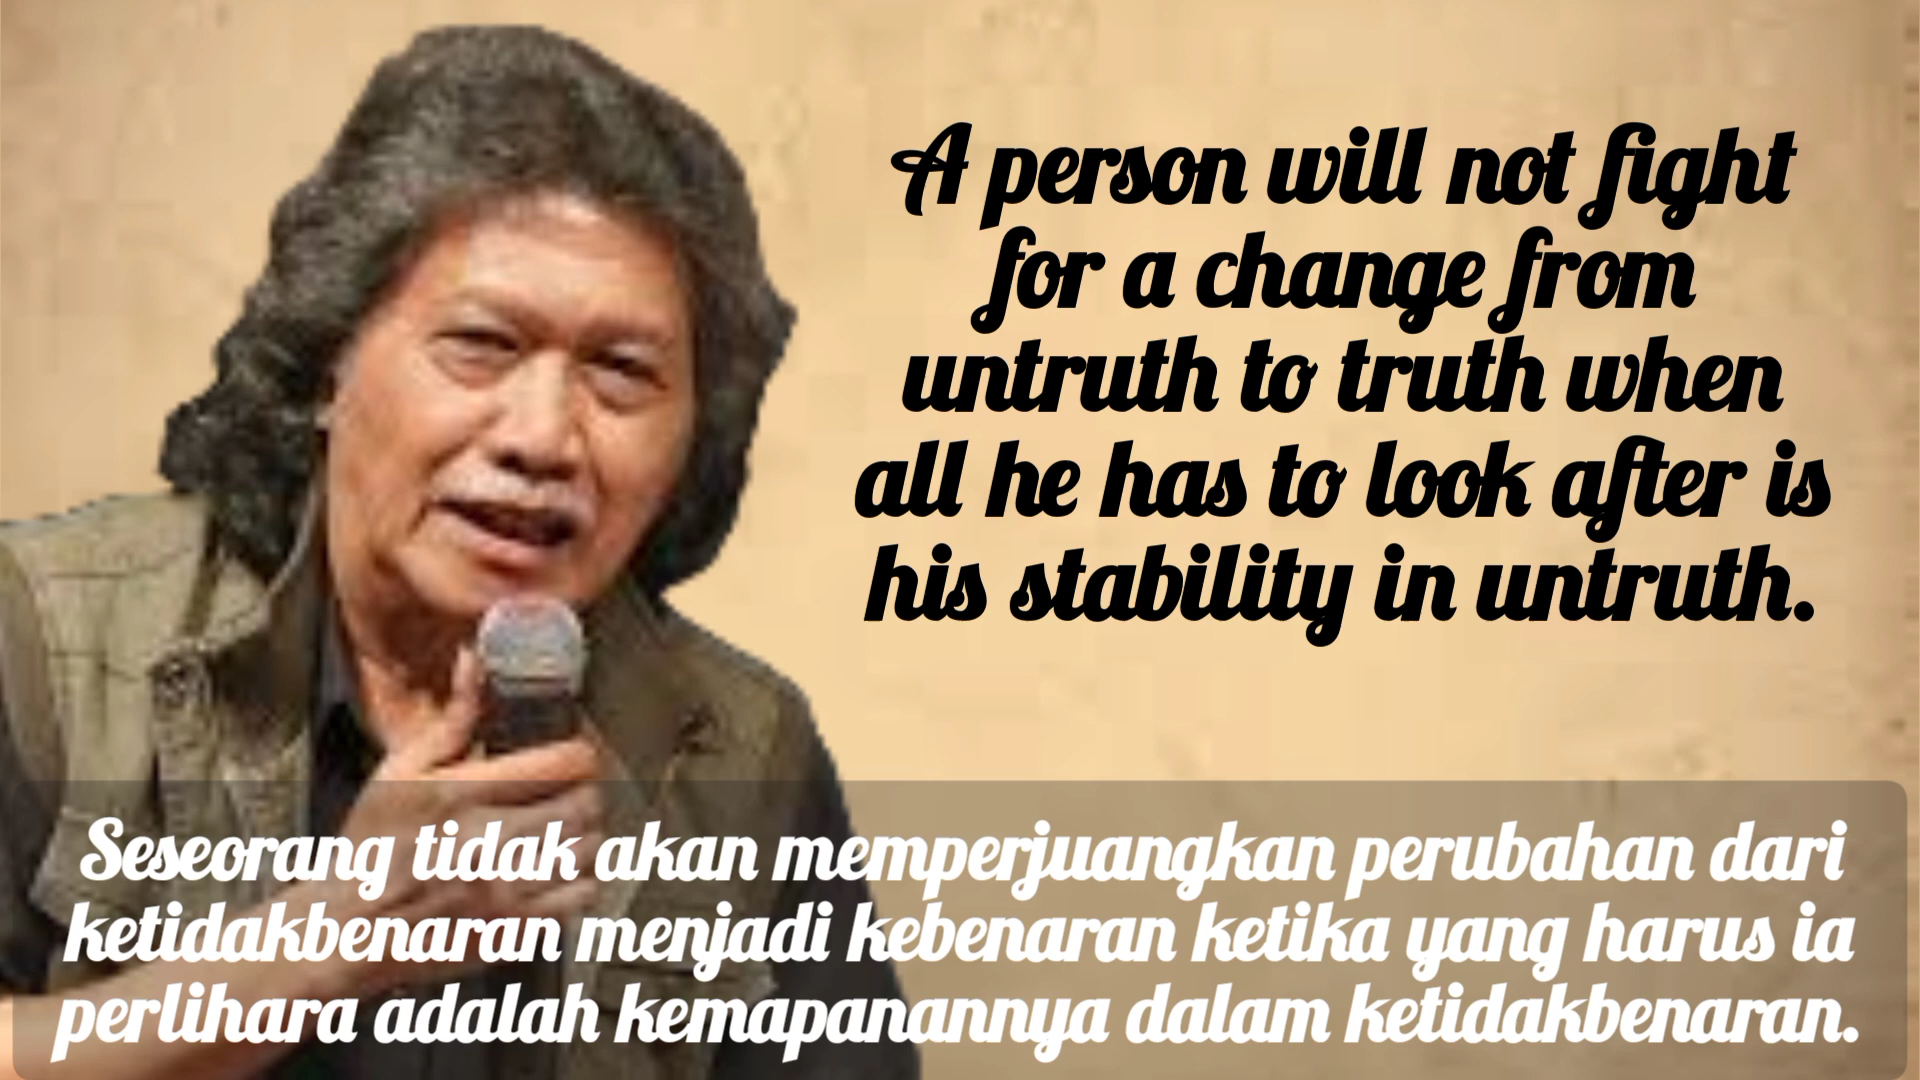 A person will not fight
for a change from
untruth to truth when
all he has to look after is
his stability in untruth.
Seseorang tidak akan memperjuangkan perubahan dari
ketidakbenaran menjadi kebenaran ketika yang harus ia
perlihara adalah kemapanannya dalam ketidakbenaran.